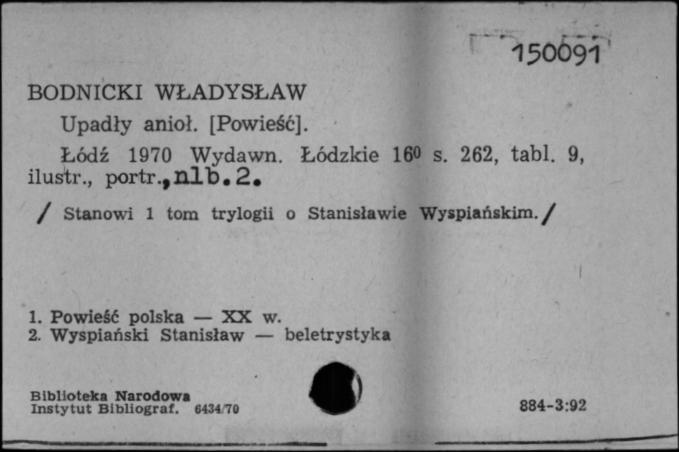 150091
BODNICKI WŁADYSŁAW
Upadły anioł. [Powieść].
Łódź 1970 Wydawn. Łódzkie 16⁰ s. 262, tabl. 9,
ilustr., portr., nlb. 2.
/ Stanowi 1 tom trylogii o Stanisławie Wyspiańskim. /
1. Powieść polska — XX w.
2. Wyspiański Stanisław — beletrystyka
Biblioteka Narodowa
Instytut Bibliograf. 6434/70
884-3:92